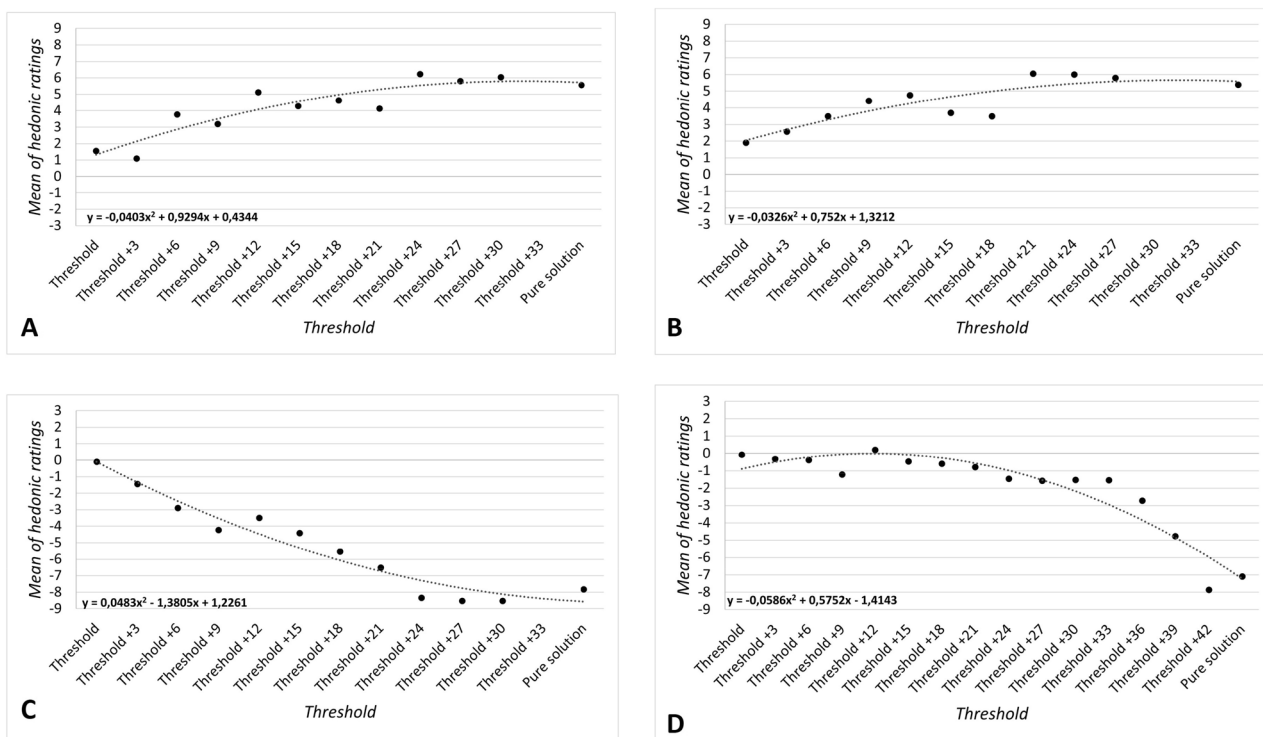 Mean of hedonic ratings
9
8
7
6
5
4
3
2
1
0
-1
-2
-3
y = -0,0403x² + 0,9294x + 0,4344
Threshold
Threshold +3
Threshold +6
Threshold +9
Threshold +12
Threshold +15
Threshold +18
Threshold +21
Threshold +24
Threshold +27
Threshold +30
Threshold +33
Pure solution
A
Threshold
Mean of hedonic ratings
9
8
7
6
5
4
3
2
1
0
-1
-2
-3
y = -0,0326x² + 0,752x + 1,3212
Threshold
Threshold +3
Threshold +6
Threshold +9
Threshold +12
Threshold +15
Threshold +18
Threshold +21
Threshold +24
Threshold +27
Threshold +30
Threshold +33
Pure solution
B
Threshold
Mean of hedonic ratings
3
2
1
0
-1
-2
-3
-4
-5
-6
-7
-8
-9
y = 0,0483x² - 1,3805x + 1,2261
Threshold
Threshold +3
Threshold +6
Threshold +9
Threshold +12
Threshold +15
Threshold +18
Threshold +21
Threshold +24
Threshold +27
Threshold +30
Threshold +33
Pure solution
C
Threshold
Mean of hedonic ratings
3
2
1
0
-1
-2
-3
-4
-5
-6
-7
-8
-9
y = -0,0586x² + 0,5752x - 1,4143
Threshold
Threshold +3
Threshold +6
Threshold +9
Threshold +12
Threshold +15
Threshold +18
Threshold +21
Threshold +24
Threshold +27
Threshold +30
Threshold +33
Threshold +36
Threshold +39
Threshold +42
Pure solution
D
Threshold